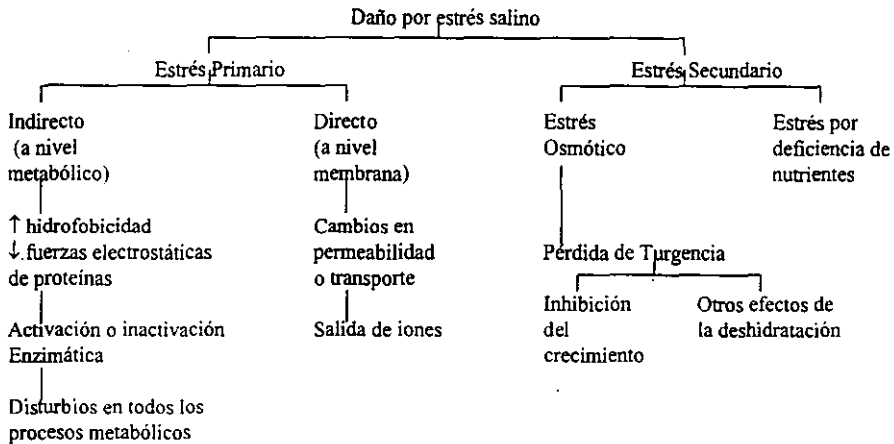 Daño por estrés salino
Estrés Primario
Estrés Secundario
Indirecto
(a nivel
metabólico)
↑ hidrofobicidad
↓ fuerzas electrostáticas
de proteínas
Activación o inactivación
Enzimática
Disturbios en todos los
procesos metabólicos
Directo
(a nivel
membrana)
Cambios en
permeabilidad
o transporte
Salida de iones
Estrés
Osmótico
Pérdida de Turgencia
Inhibición
del
crecimiento
Otros efectos de
la deshidratación
Estrés por
deficiencia de
nutrientes